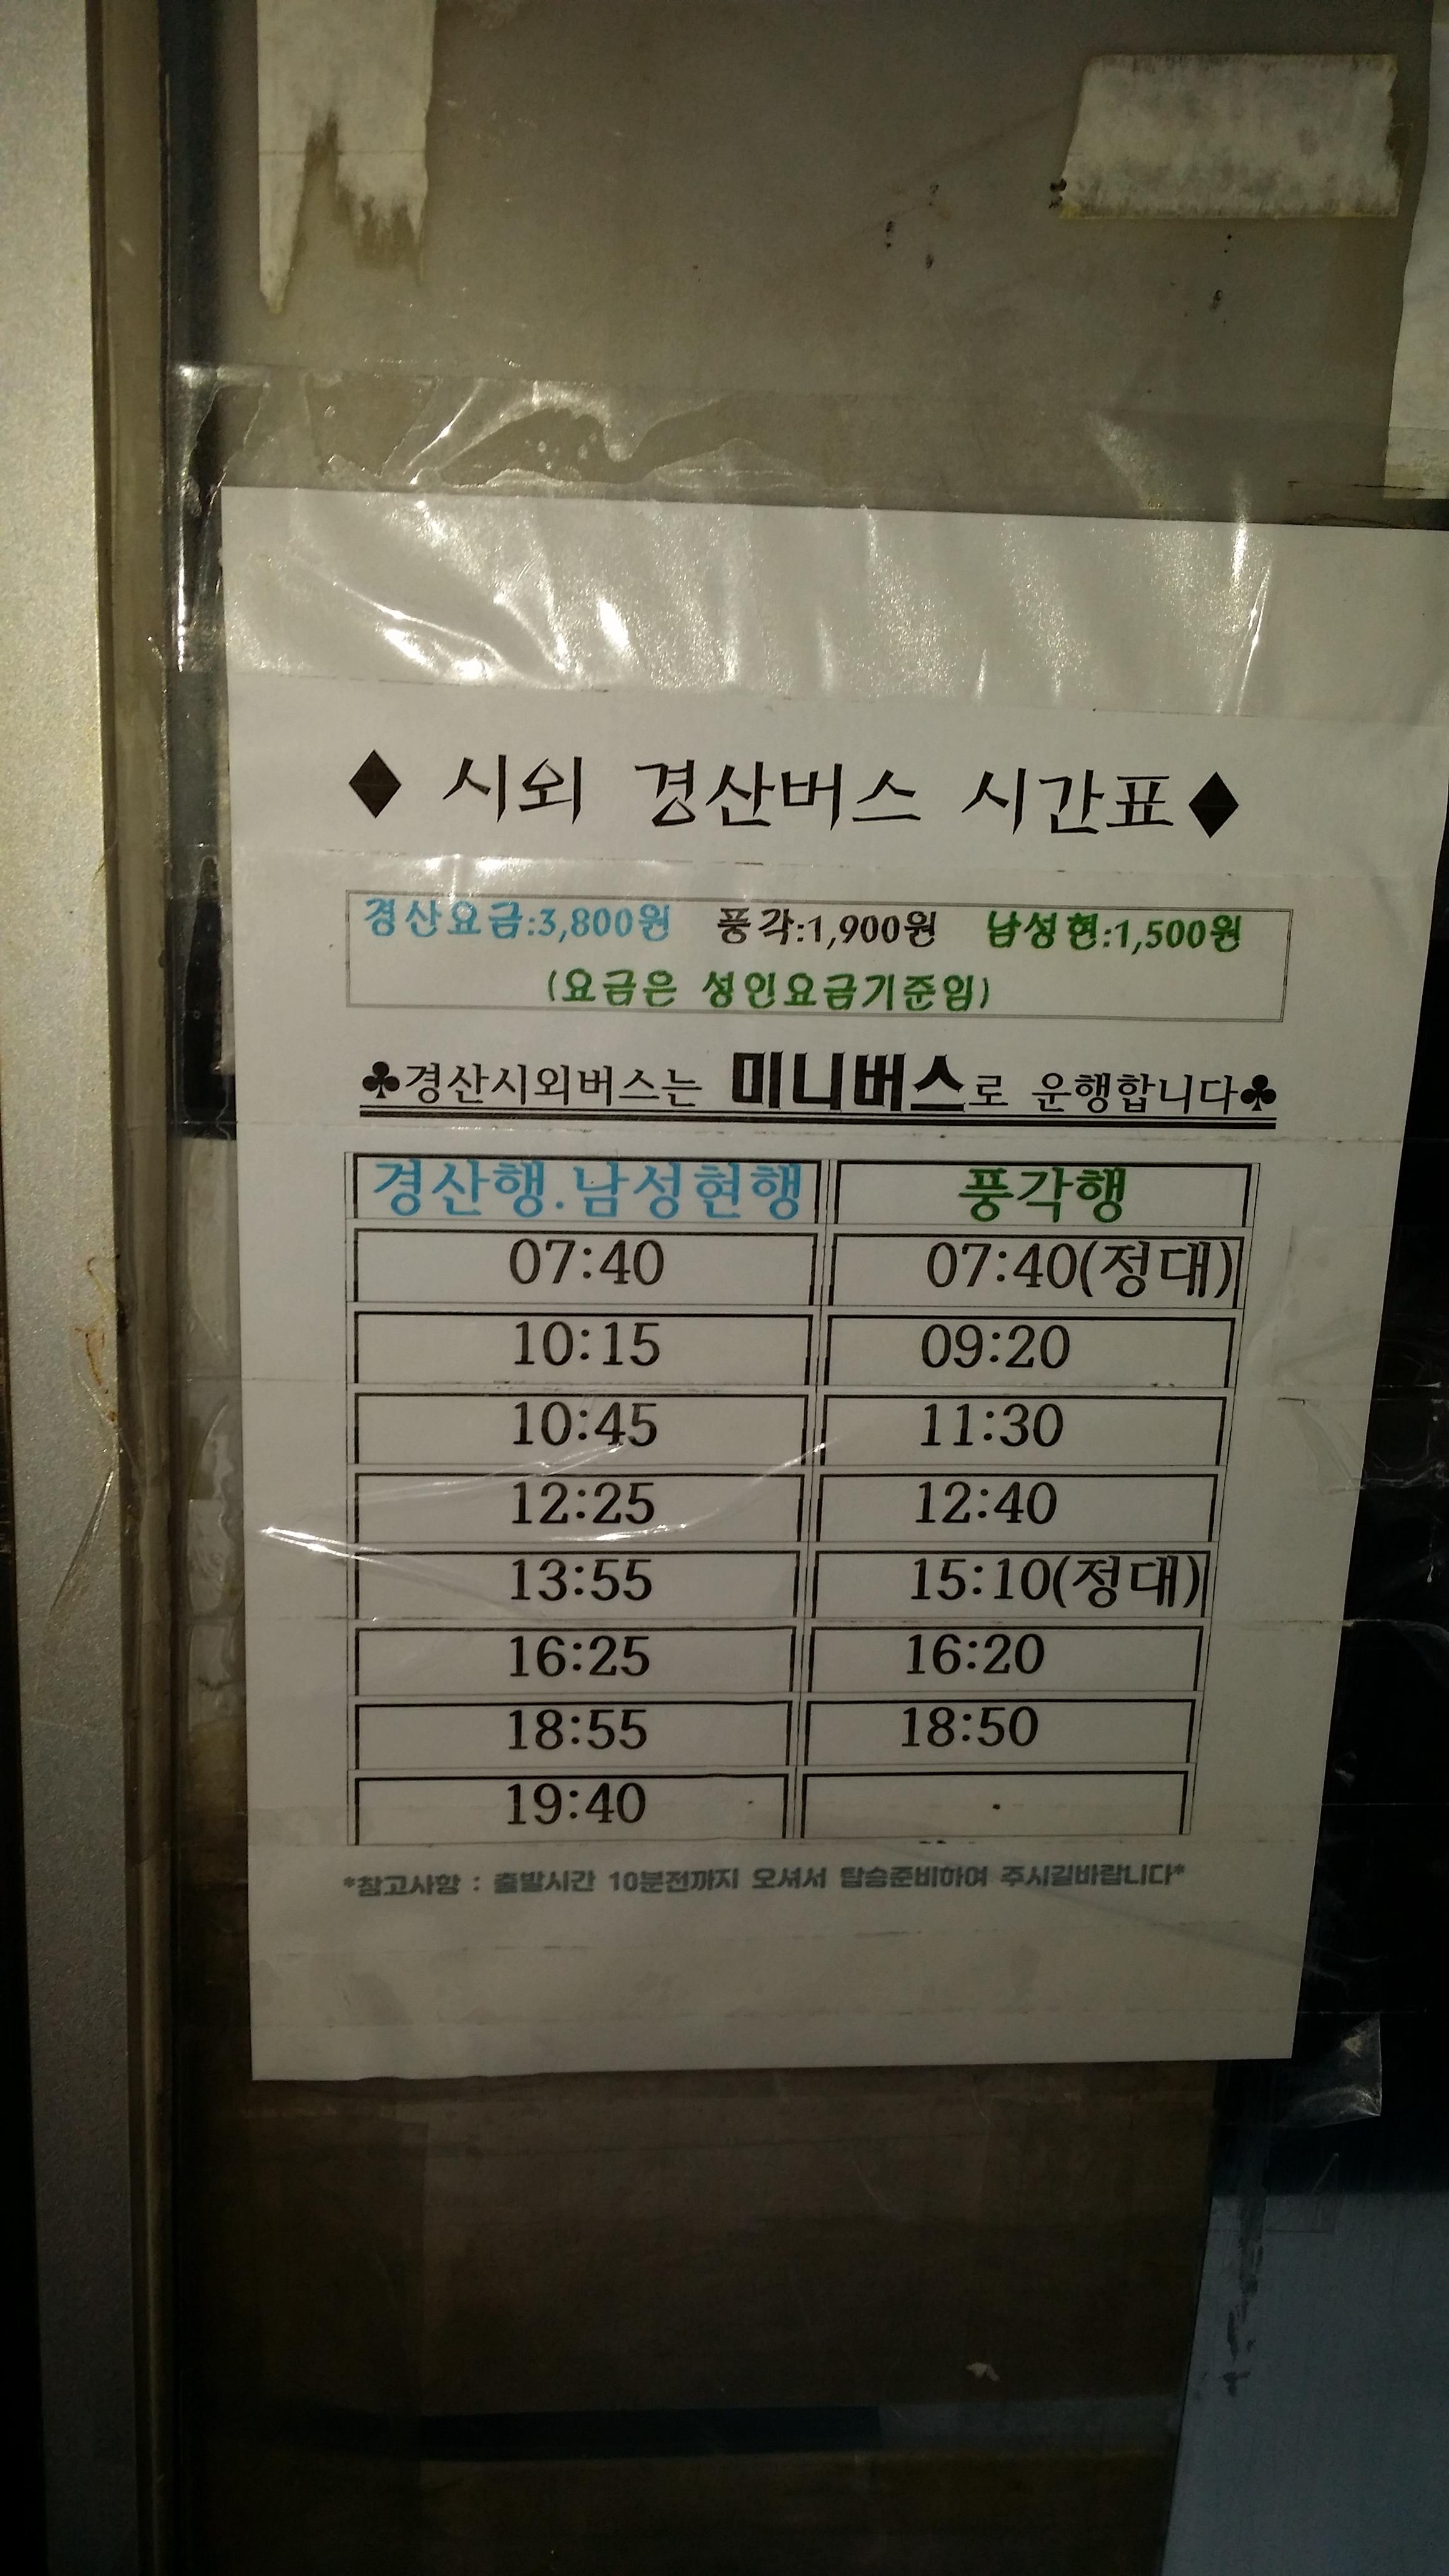 ♦ 시외 경산버스 시간표♦
경산요금:3,800원 풍각:1,900원 남성현:1,500원
(요금은 성인요금기준임)
♣경산시외버스는 미니버스로 운행합니다♣
경산행.남성현행 풍각행
07:40 07:40(정대)
10:15 09:20
10:45 11:30
12:25 12:40
13:55 15:10(정대)
16:25 16:20
18:55 18:50
19:40 .
*참고사항 : 출발시간 10분전까지 오셔서 탑승준비하여 주시길바랍니다*